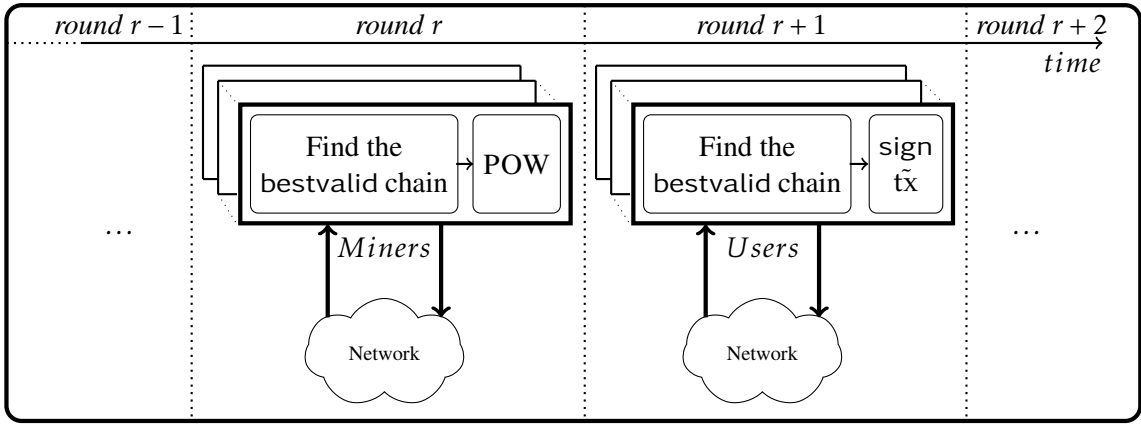 round r − 1
round r
round r + 1
round r + 2
time
Find the
bestvalid chain
POW
Find the
bestvalid chain
sign
tx̃
...
Miners
Users
...
Network
Network